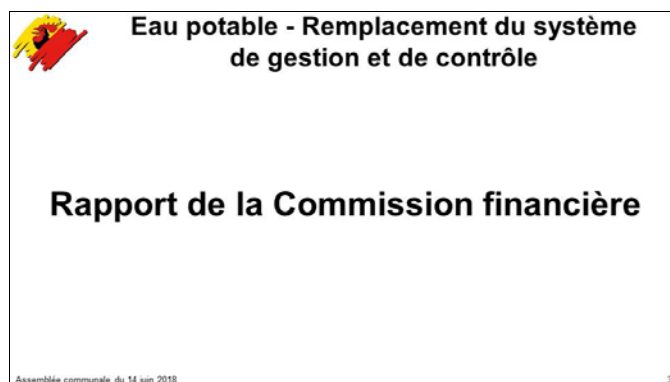 Eau potable - Remplacement du système
de gestion et de contrôle
Rapport de la Commission financière
Assemblée communale du 14 juin 2018